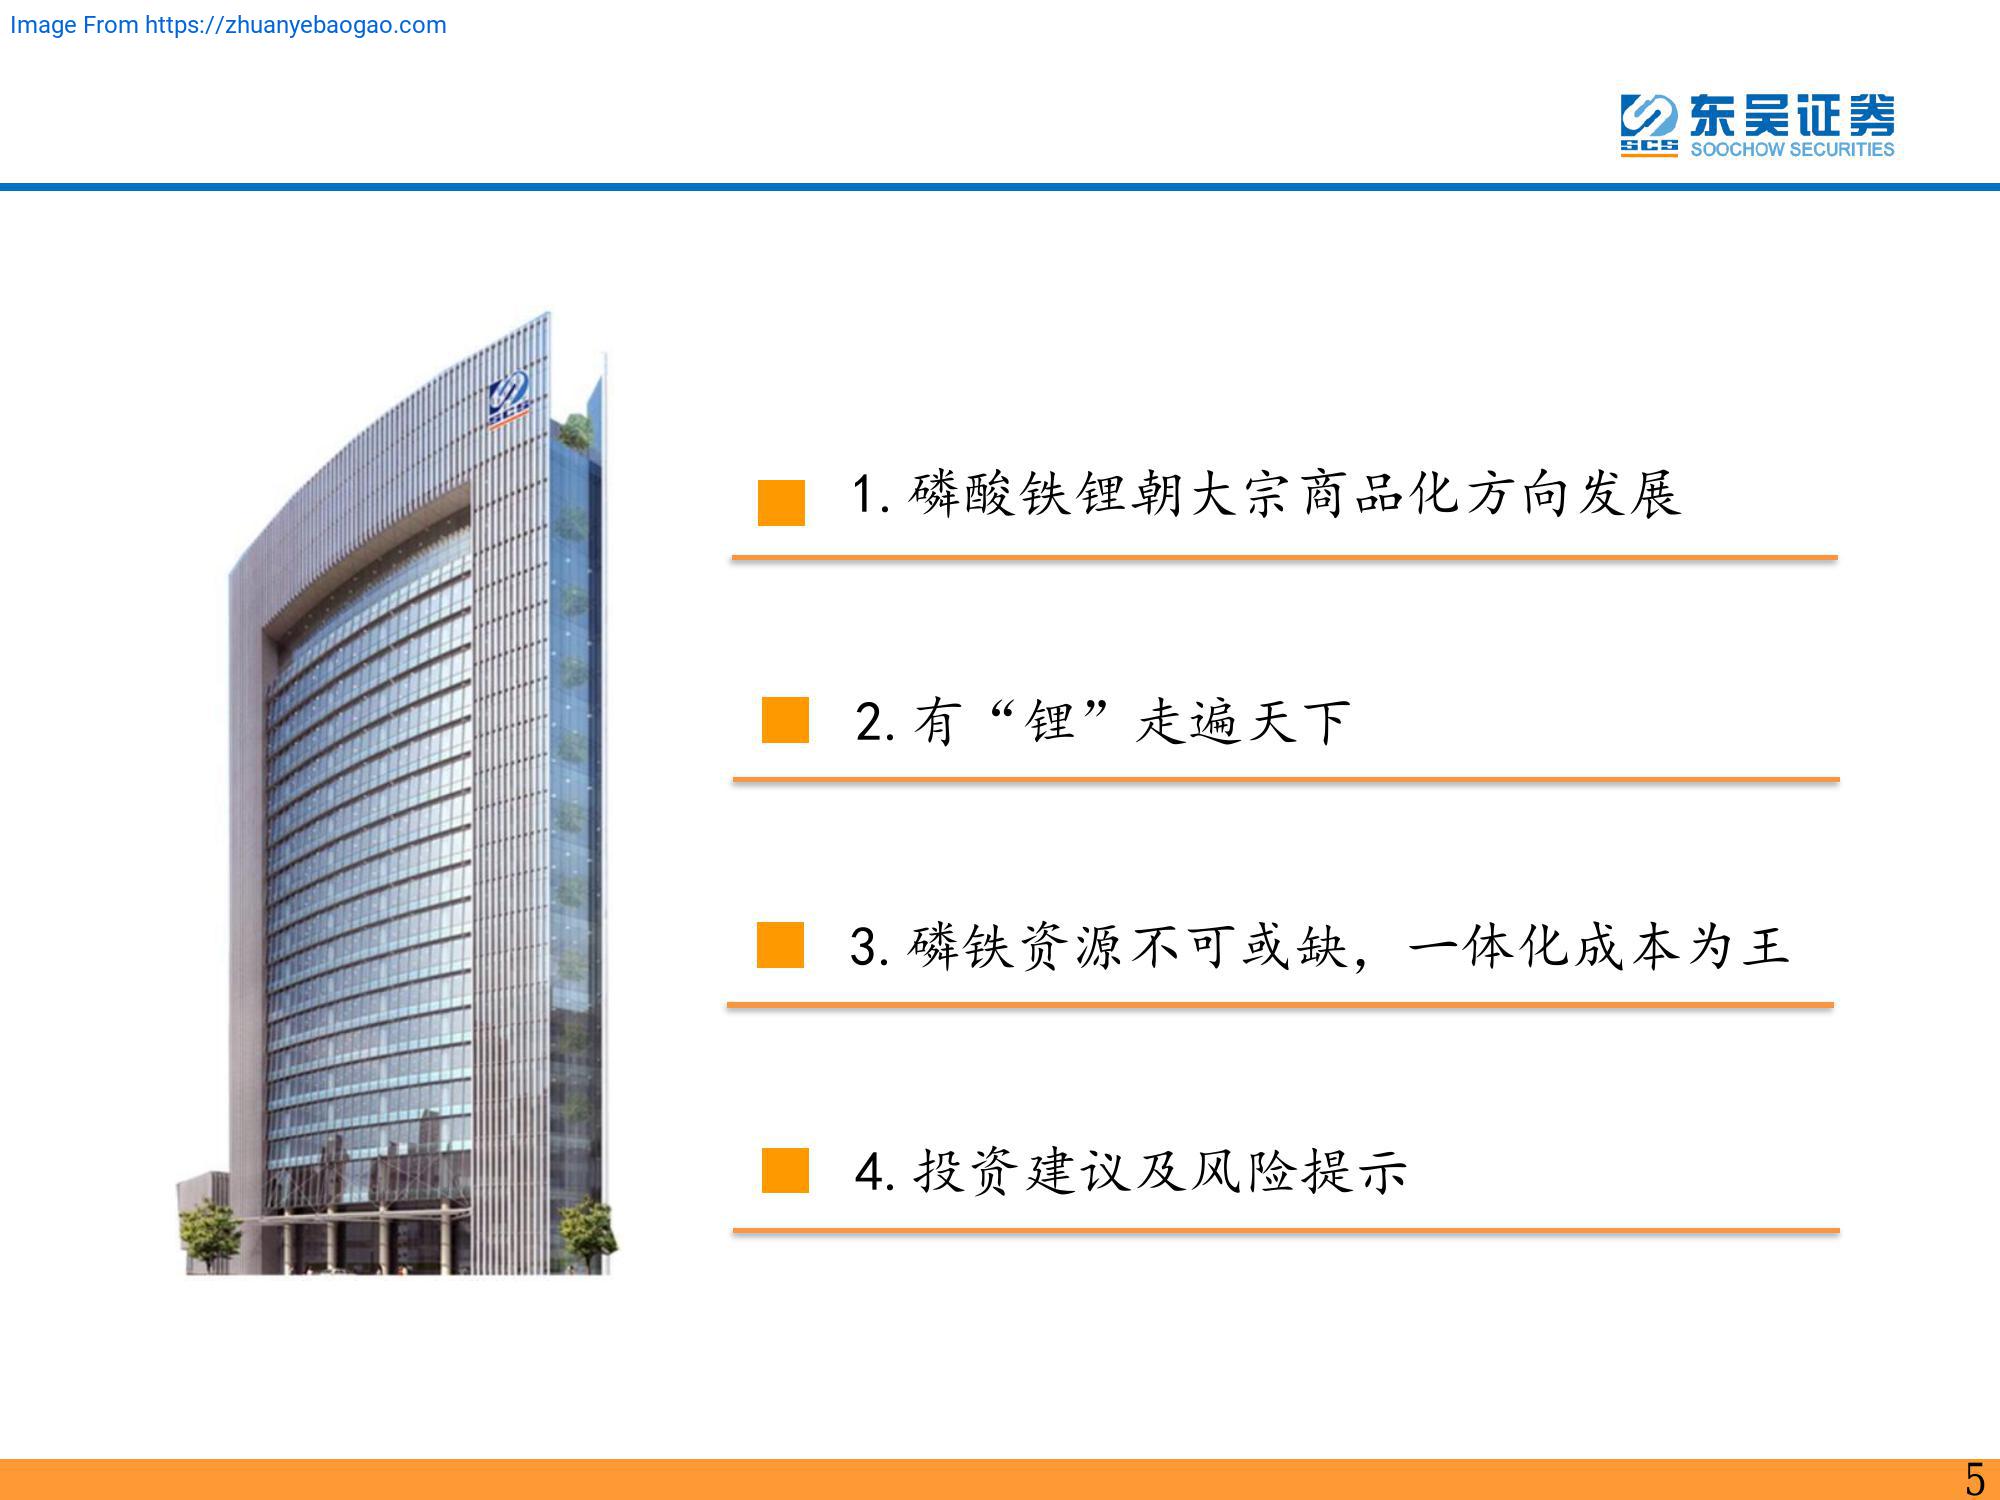 Image From https://zhuanyebaogao.com
东吴证券
SCS
SOOCHOW SECURITIES
SCS
1. 磷酸铁锂朝大宗商品化方向发展
2. 有“锂”走遍天下
3. 磷铁资源不可或缺，一体化成本为王
4. 投资建议及风险提示
5